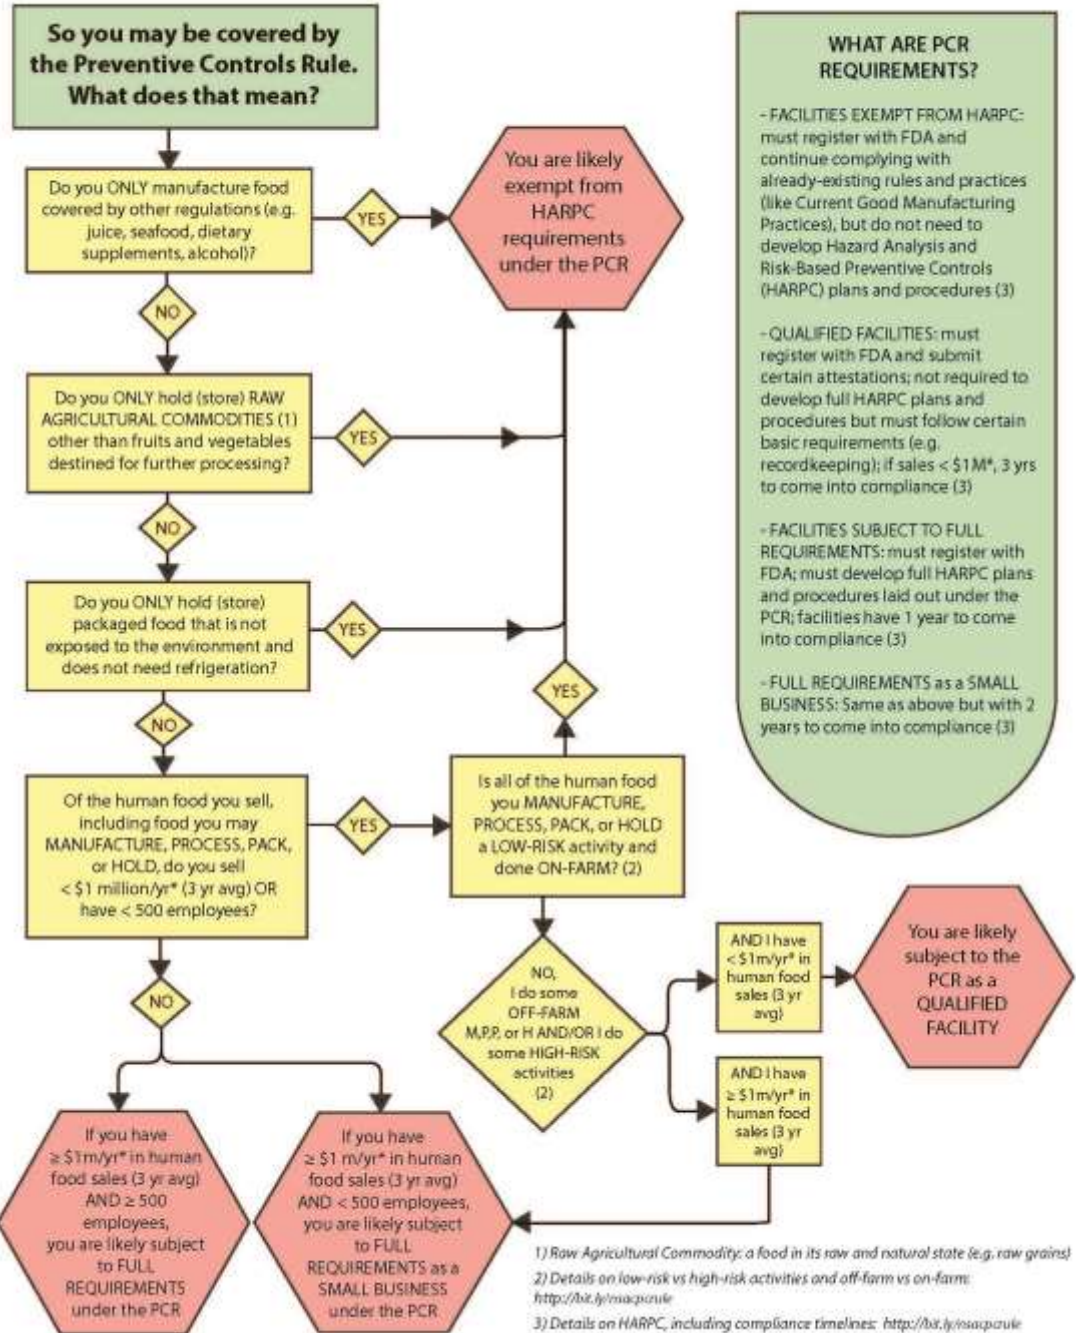 So you may be covered by
the Preventive Controls Rule.
What does that mean?
Do you ONLY manufacture food
covered by other regulations (e.g.
juice, seafood, dietary
supplements, alcohol)?
YES
You are likely
exempt from
HARPC
requirements
under the PCR
NO
Do you ONLY hold (store) RAW
AGRICULTURAL COMMODITIES (1)
other than fruits and vegetables
destined for further processing?
YES
NO
Do you ONLY hold (store)
packaged food that is not
exposed to the environment and
does not need refrigeration?
YES
NO
Of the human food you sell,
including food you may
MANUFACTURE, PROCESS, PACK,
or HOLD, do you sell
< $1 million/yr* (3 yr avg) OR
have < 500 employees?
YES
Is all of the human food
you MANUFACTURE,
PROCESS, PACK, or HOLD
a LOW-RISK activity and
done ON-FARM? (2)
YES
NO,
I do some
OFF-FARM
M,P,P, or H AND/OR I do
some HIGH-RISK
activities
(2)
AND I have
< $1m/yr* in
human food
sales (3 yr
avg)
You are likely
subject to the
PCR as a
QUALIFIED
FACILITY
AND I have
≥ $1m/yr* in
human food
sales (3 yr
avg)
NO
If you have
≥ $1m/yr* in human
food sales (3 yr avg)
AND ≥ 500
employees,
you are likely subject
to FULL
REQUIREMENTS
under the PCR
If you have
≥ $1 m/yr* in human
food sales (3 yr avg)
AND < 500 employees,
you are likely subject
to FULL
REQUIREMENTS as a
SMALL BUSINESS
under the PCR
WHAT ARE PCR
REQUIREMENTS?
- FACILITIES EXEMPT FROM HARPC:
must register with FDA and
continue complying with
already-existing rules and practices
(like Current Good Manufacturing
Practices), but do not need to
develop Hazard Analysis and
Risk-Based Preventive Controls
(HARPC) plans and procedures (3)
- QUALIFIED FACILITIES: must
register with FDA and submit
certain attestations; not required to
develop full HARPC plans and
procedures but must follow certain
basic requirements (e.g.
recordkeeping); if sales < $1M*, 3 yrs
to come into compliance (3)
- FACILITIES SUBJECT TO FULL
REQUIREMENTS: must register with
FDA; must develop full HARPC plans
and procedures laid out under the
PCR; facilities have 1 year to come
into compliance (3)
- FULL REQUIREMENTS as a SMALL
BUSINESS: Same as above but with 2
years to come into compliance (3)
1) Raw Agricultural Commodity: a food in its raw and natural state (e.g. raw grains)
2) Details on low-risk vs high-risk activities and off-farm vs on-farm:
http://bit.ly/nsacpcrule
3) Details on HARPC, including compliance timelines: http://bit.ly/nsacpcrule